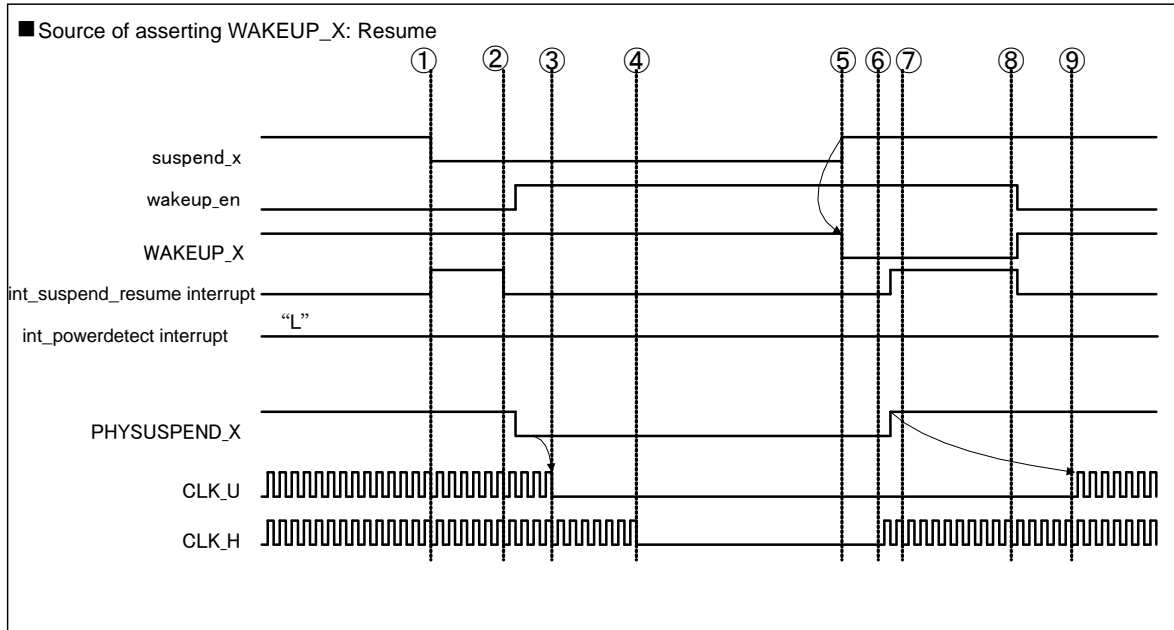 ■ Source of asserting WAKEUP_X: Resume
① ② ③ ④ ⑤ ⑥ ⑦ ⑧ ⑨
suspend_x
wakeup_en
WAKEUP_X
int_suspend_resume interrupt
“L”
int_powerdetect interrupt
PHYSUSPEND_X
CLK_U
CLK_H